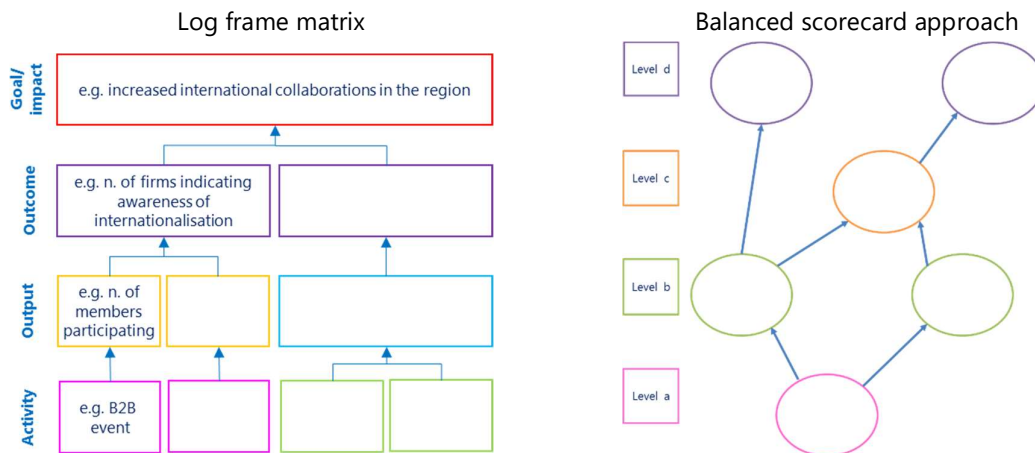 Log frame matrix
Goal/
impact
e.g. increased international collaborations in the region
Outcome
e.g. n. of firms indicating
awareness of
internationalisation
Output
e.g. n. of
members
participating
Activity
e.g. B2B
event
Balanced scorecard approach
Level d
Level c
Level b
Level a